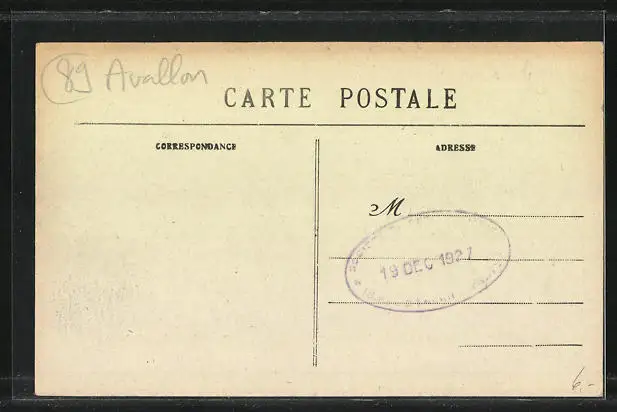 89 Avallon
CARTE POSTALE
CORRESPONDANCE
ADRESSE
M
19 DEC 1927
6.-